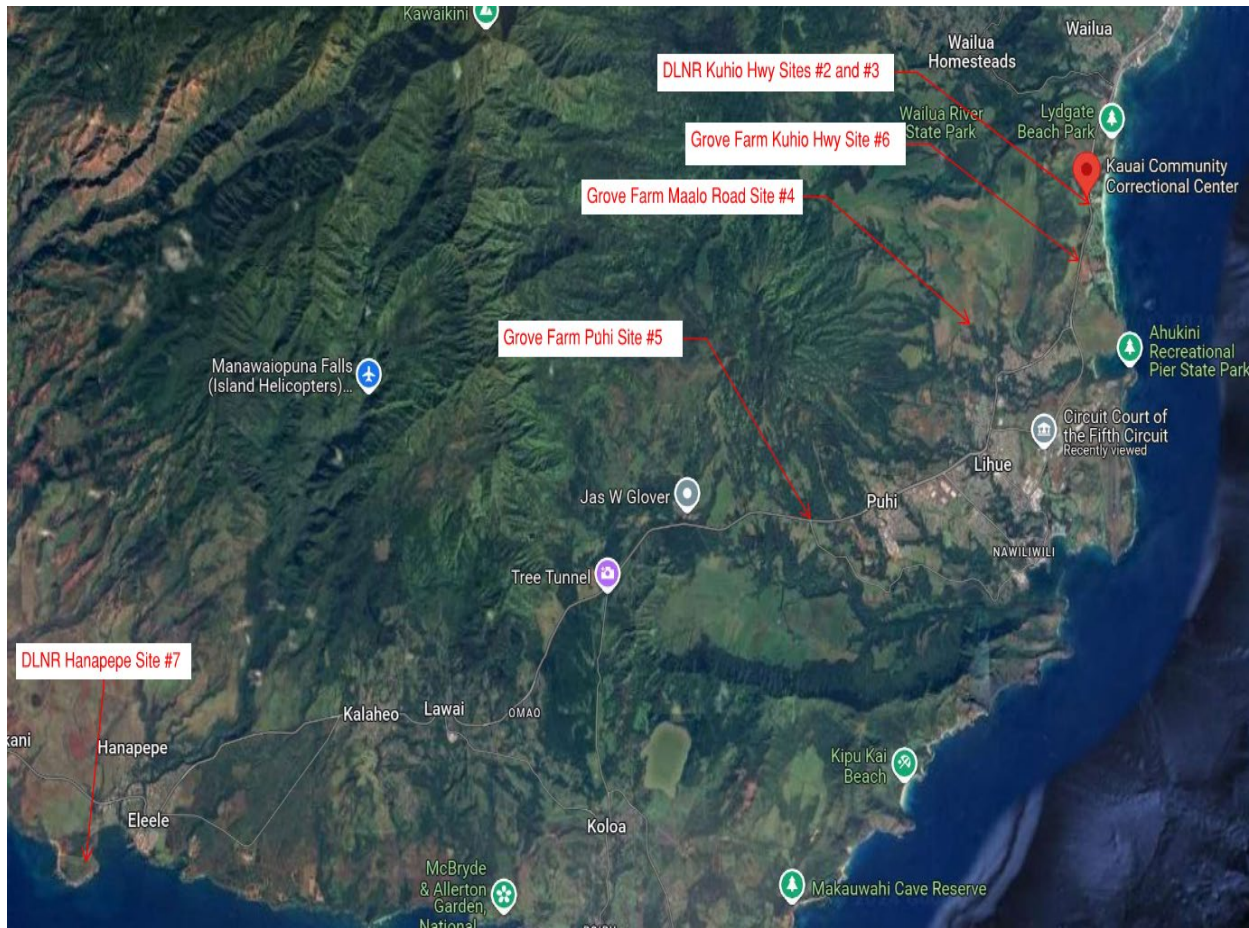 Kawaikini
Wailua
Wailua
Homesteads
DLNR Kuhio Hwy Sites #2 and #3
Wailua River
State Park
Lydgate
Beach Park
Grove Farm Kuhio Hwy Site #6
Kauai Community
Correctional Center
Grove Farm Maalo Road Site #4
Grove Farm Puhi Site #5
Ahukini
Recreational
Pier State Park
Manawaiopuna Falls
(Island Helicopters)...
Circuit Court of
the Fifth Circuit
Recently viewed
Lihue
Jas W Glover
Puhi
NAWILIWILI
Tree Tunnel
DLNR Hanapepe Site #7
Kalaheo
Lawai
OMAO
kani
Hanapepe
Kipu Kai
Beach
Eleele
Koloa
McBryde
& Allerton
Garden,
National...
Makauwahi Cave Reserve